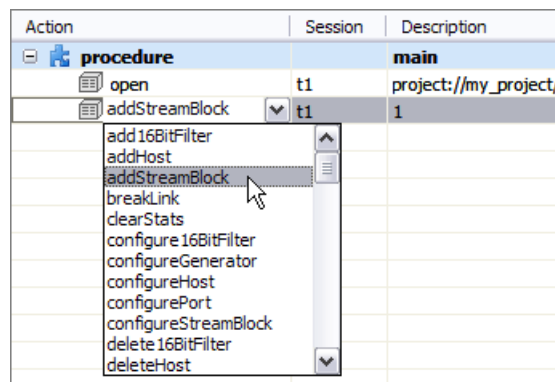 Action Session Description
procedure main
open t1 project://my_project/
addStreamBlock t1 1
add16BitFilter
addHost
addStreamBlock
breakLink
clearStats
configure16BitFilter
configureGenerator
configureHost
configurePort
configureStreamBlock
delete16BitFilter
deleteHost